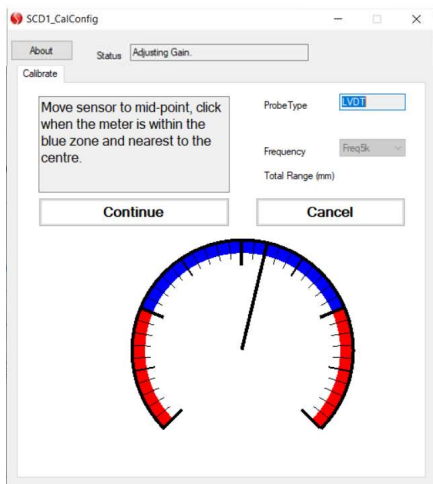 SCD1_CalConfig
About
Status Adjusting Gain.
Calibrate
Move sensor to mid-point, click
when the meter is within the
blue zone and nearest to the
centre.
ProbeType LVDT
Frequency Freq5k
Total Range (mm)
Continue
Cancel